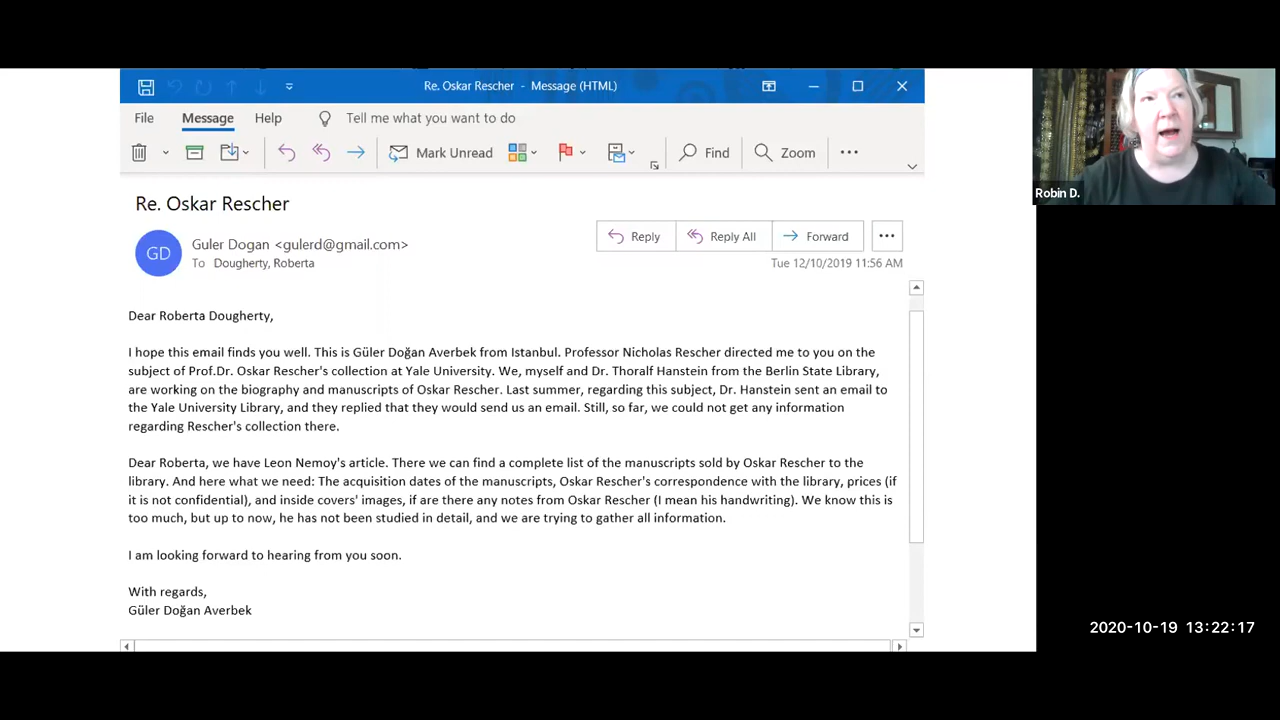 Re. Oskar Rescher - Message (HTML)
File Message Help Tell me what you want to do
Mark Unread Find Zoom
Re. Oskar Rescher
GD
Guler Dogan <gulerd@gmail.com>
To Dougherty, Roberta
Reply Reply All Forward
Tue 12/10/2019 11:56 AM
Robin D.
Dear Roberta Dougherty,
I hope this email finds you well. This is Güler Doğan Averbek from Istanbul. Professor Nicholas Rescher directed me to you on the
subject of Prof.Dr. Oskar Rescher's collection at Yale University. We, myself and Dr. Thoralf Hanstein from the Berlin State Library,
are working on the biography and manuscripts of Oskar Rescher. Last summer, regarding this subject, Dr. Hanstein sent an email to
the Yale University Library, and they replied that they would send us an email. Still, so far, we could not get any information
regarding Rescher's collection there.
Dear Roberta, we have Leon Nemoy's article. There we can find a complete list of the manuscripts sold by Oskar Rescher to the
library. And here what we need: The acquisition dates of the manuscripts, Oskar Rescher's correspondence with the library, prices (if
it is not confidential), and inside covers' images, if are there any notes from Oskar Rescher (I mean his handwriting). We know this is
too much, but up to now, he has not been studied in detail, and we are trying to gather all information.
I am looking forward to hearing from you soon.
With regards,
Güler Doğan Averbek
2020-10-19 13:22:17